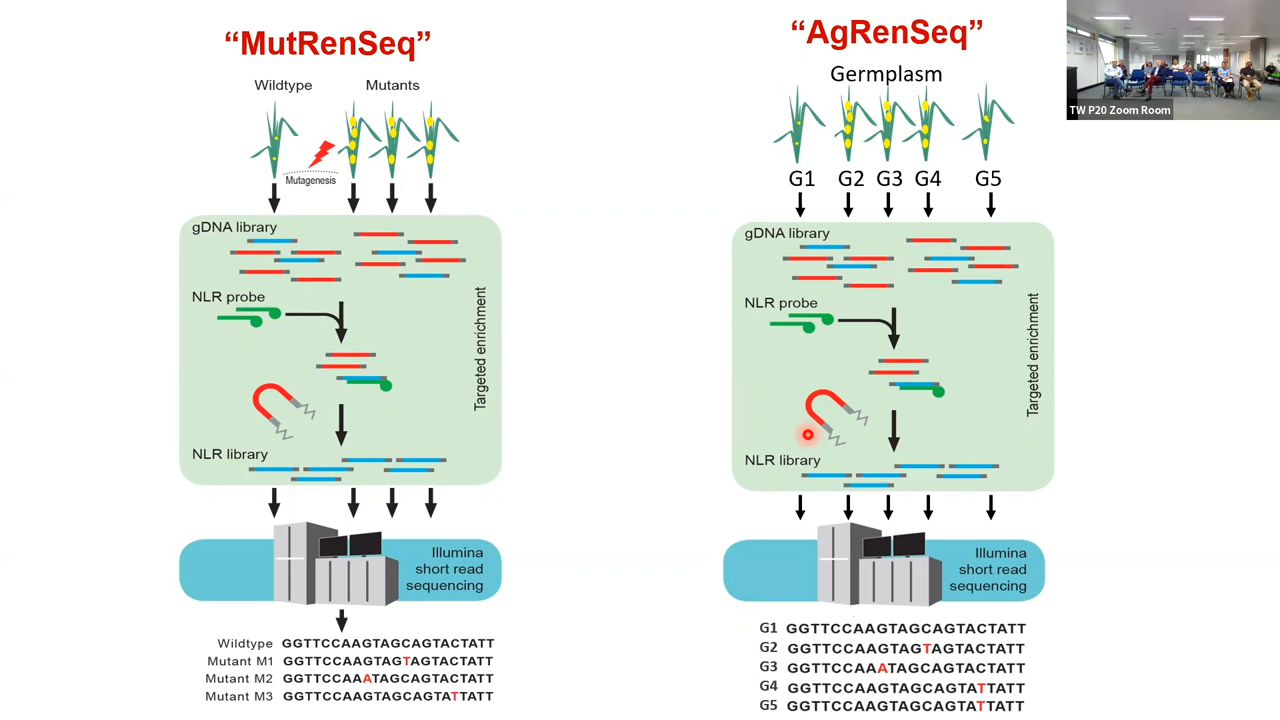 “MutRenSeq”
Wildtype
Mutants
Mutagenesis
gDNA library
NLR probe
Targeted enrichment
NLR library
Illumina
short read
sequencing
Wildtype GGTTCCAAGTAGCAGTACTATT
Mutant M1 GGTTCCAAGTAGTAGTACTATT
Mutant M2 GGTTCCAAATAGCAGTACTATT
Mutant M3 GGTTCCAAGTAGCAGTATTATT
“AgRenSeq”
Germplasm
G1 G2 G3 G4 G5
gDNA library
NLR probe
Targeted enrichment
NLR library
Illumina
short read
sequencing
G1 GGTTCCAAGTAGCAGTACTATT
G2 GGTTCCAAGTAGTAGTACTATT
G3 GGTTCCAAATAGCAGTACTATT
G4 GGTTCCAAGTAGCAGTATTATT
G5 GGTTCCAAGTAGCAGTATTATT
TW P20 Zoom Room